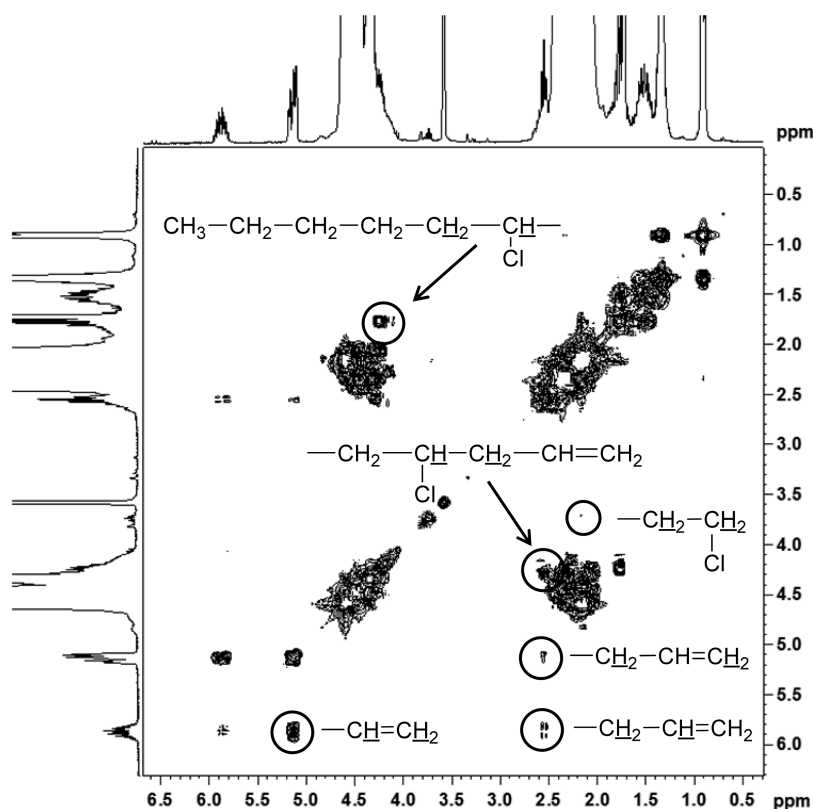 ppm
0.5
CH3—CH2—CH2—CH2—CH2—CH—
Cl
1.0
1.5
2.0
2.5
3.0
—CH2—CH—CH2—CH=CH2
Cl
3.5
—CH2—CH2
Cl
4.0
4.5
5.0
—CH2—CH=CH2
5.5
—CH=CH2
—CH2—CH=CH2
6.0
6.5 6.0 5.5 5.0 4.5 4.0 3.5 3.0 2.5 2.0 1.5 1.0 0.5 ppm